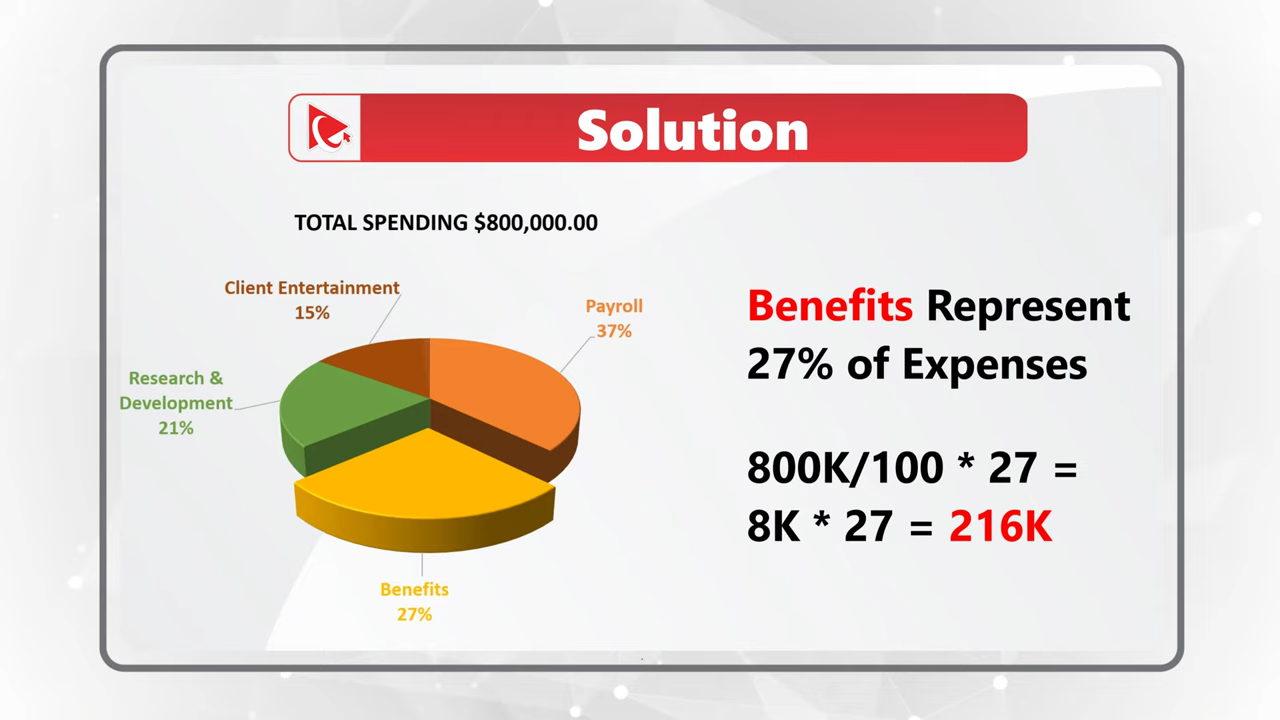 Solution
TOTAL SPENDING $800,000.00
Client Entertainment
15%
Payroll
37%
Research &
Development
21%
Benefits
27%
Benefits Represent
27% of Expenses
800K/100 * 27 =
8K * 27 = 216K